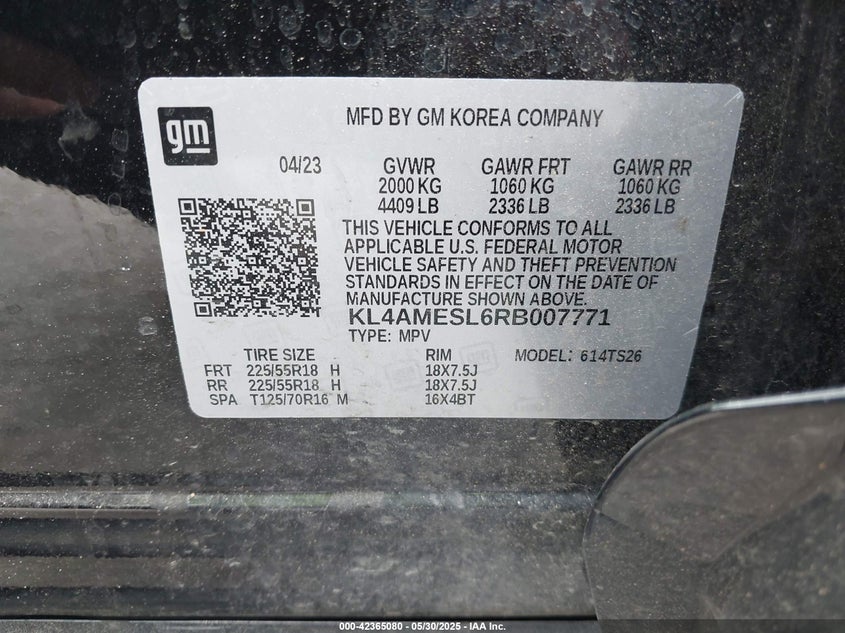 gm
MFD BY GM KOREA COMPANY
04/23 GVWR GAWR FRT GAWR RR
2000 KG 1060 KG 1060 KG
4409 LB 2336 LB 2336 LB
THIS VEHICLE CONFORMS TO ALL
APPLICABLE U.S. FEDERAL MOTOR
VEHICLE SAFETY AND THEFT PREVENTION
STANDARDS IN EFFECT ON THE DATE OF
MANUFACTURE SHOWN ABOVE.
KL4AMESL6RB007771
TYPE: MPV
TIRE SIZE RIM MODEL: 614TS26
FRT 225/55R18 H 18X7.5J
RR 225/55R18 H 18X7.5J
SPA T125/70R16 M 16X4BT
000-42365080 - 05/30/2025 - IAA Inc.